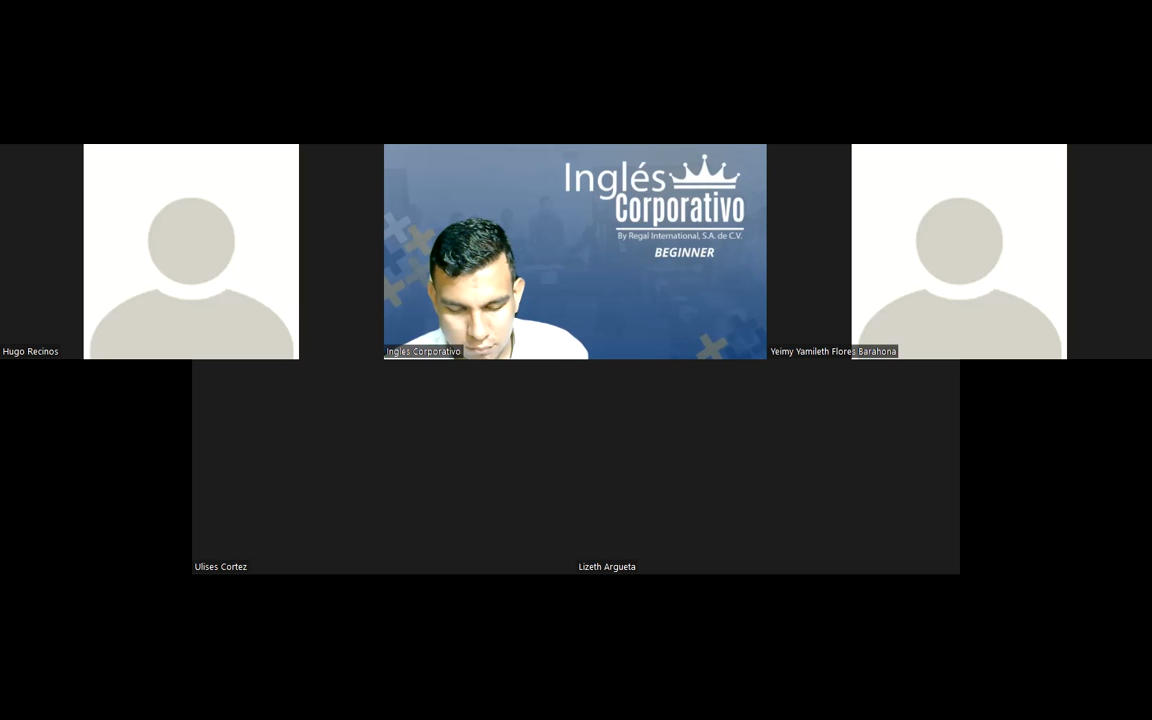 Inglés
Corporativo
By Regal International, S.A. de C.V.
BEGINNER
Hugo Recinos
Inglés Corporativo
Yeimy Yamileth Flores Barahona
Ulises Cortez
Lizeth Argueta